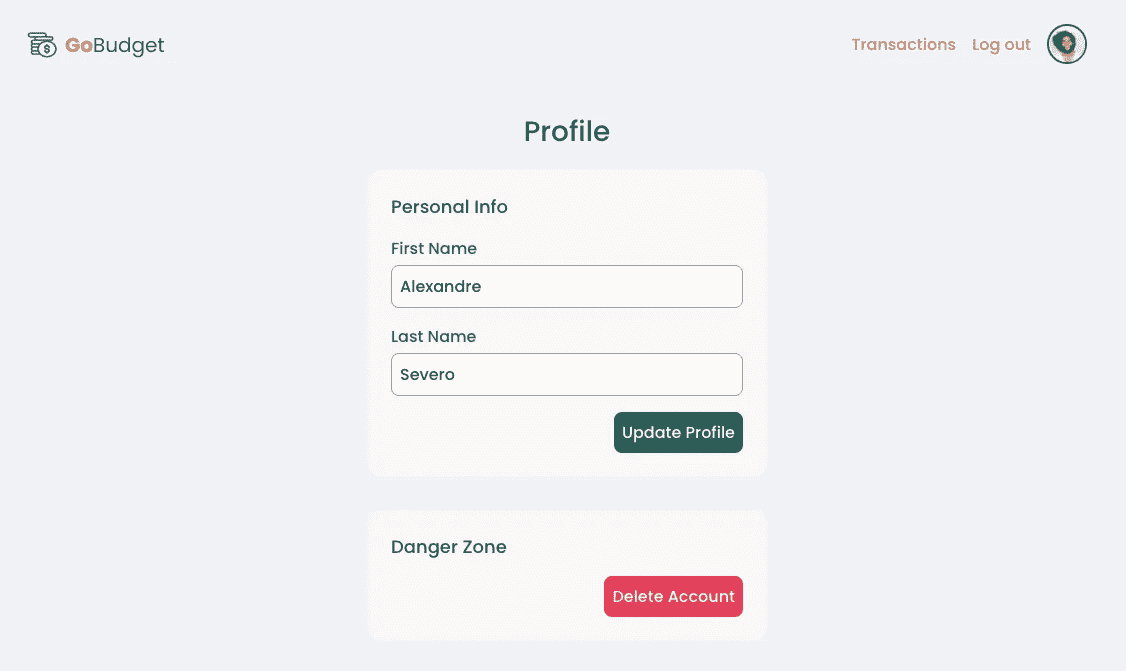 GoBudget
Transactions Log out
Profile
Personal Info
First Name
Alexandre
Last Name
Severo
Update Profile
Danger Zone
Delete Account